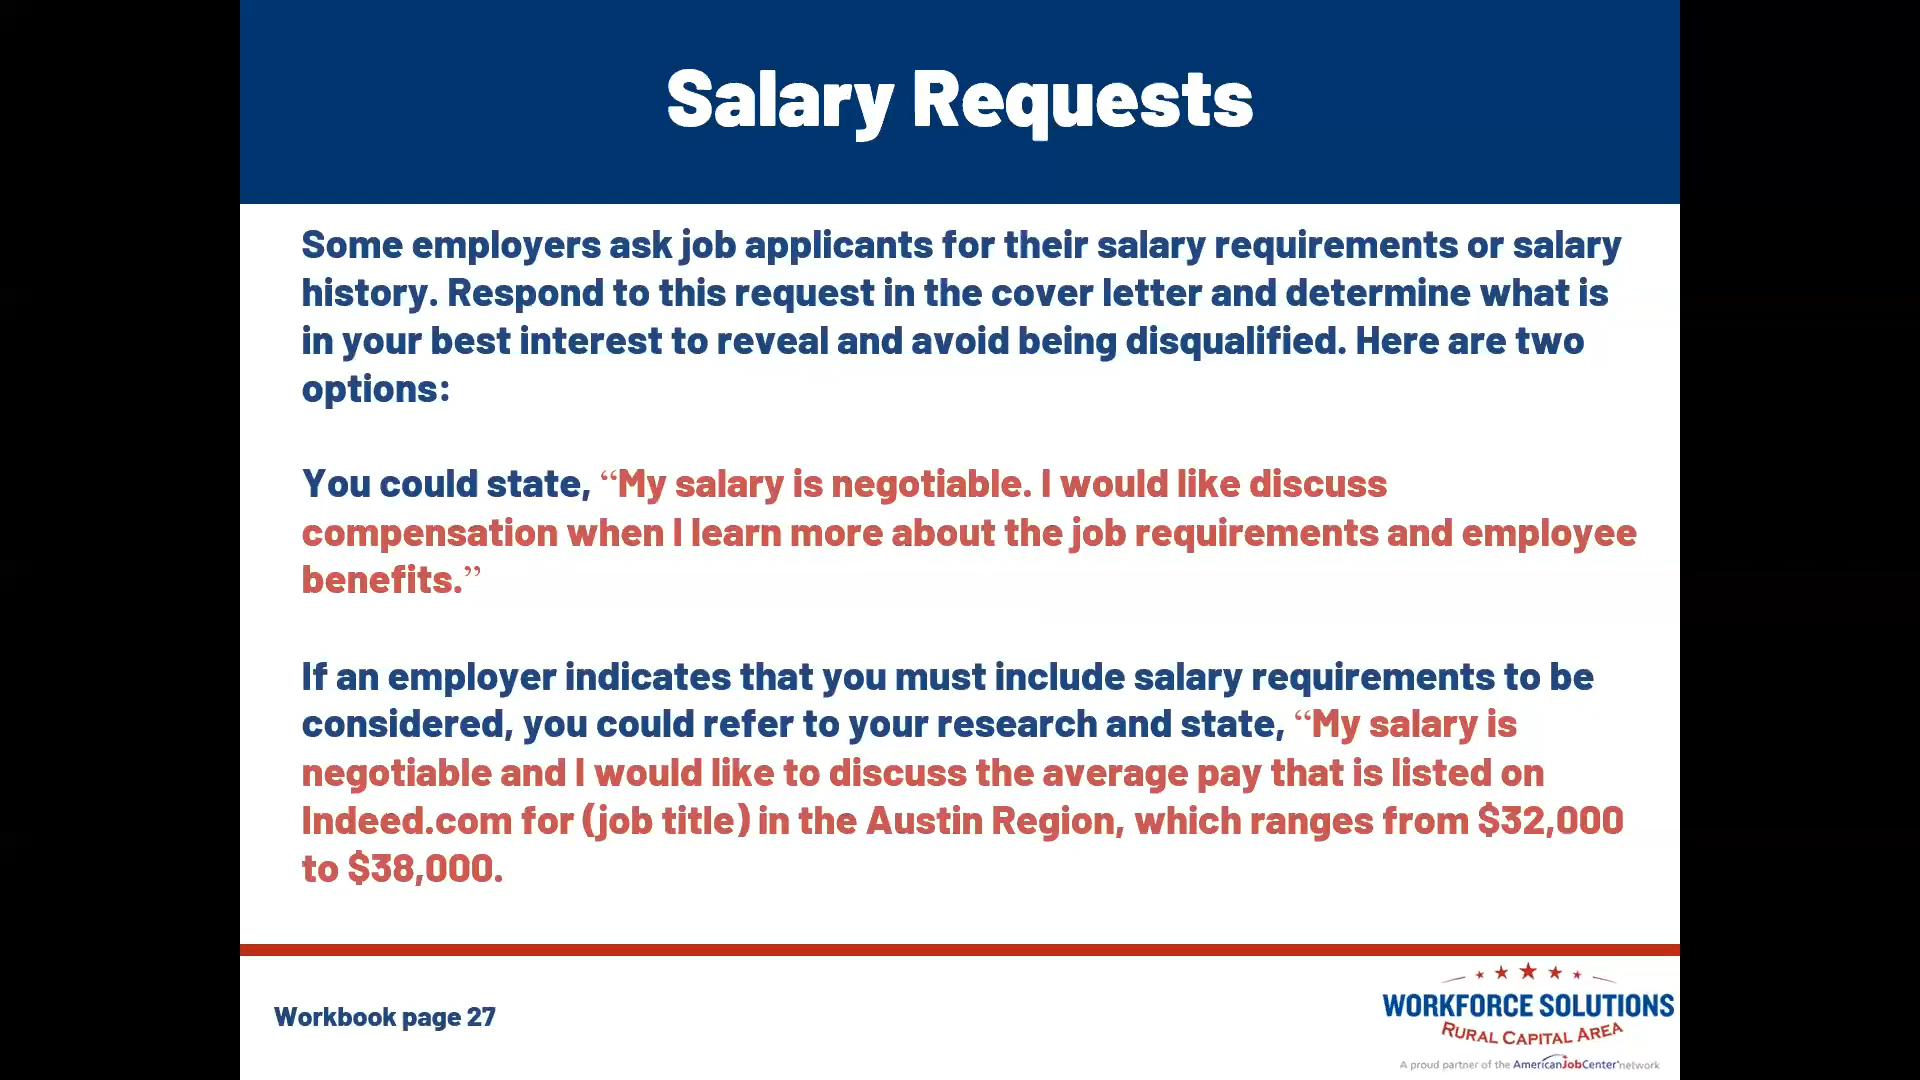 Salary Requests
Some employers ask job applicants for their salary requirements or salary
history. Respond to this request in the cover letter and determine what is
in your best interest to reveal and avoid being disqualified. Here are two
options:
You could state, “My salary is negotiable. I would like discuss
compensation when I learn more about the job requirements and employee
benefits.”
If an employer indicates that you must include salary requirements to be
considered, you could refer to your research and state, “My salary is
negotiable and I would like to discuss the average pay that is listed on
Indeed.com for (job title) in the Austin Region, which ranges from $32,000
to $38,000.
Workbook page 27
WORKFORCE SOLUTIONS
RURAL CAPITAL AREA
A proud partner of the AmericanJobCenter® network